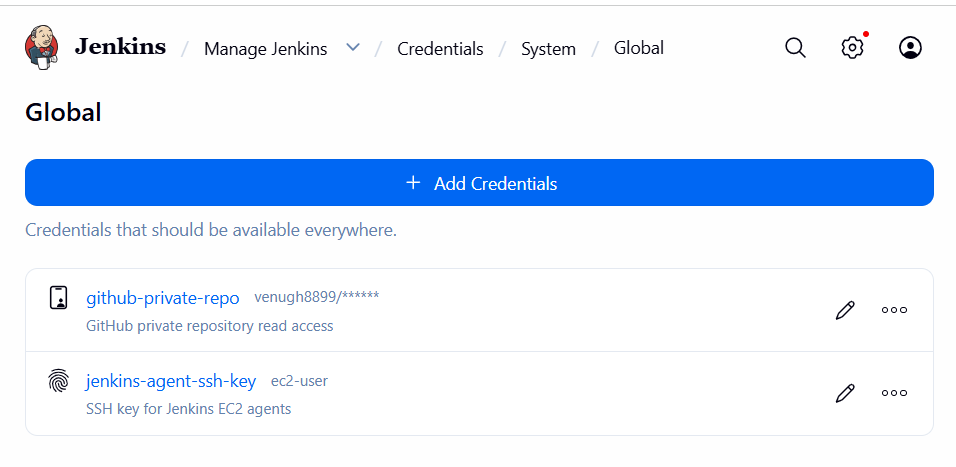 Jenkins / Manage Jenkins / Credentials / System / Global
Global
+ Add Credentials
Credentials that should be available everywhere.
github-private-repo venugh8899/******
GitHub private repository read access
jenkins-agent-ssh-key ec2-user
SSH key for Jenkins EC2 agents